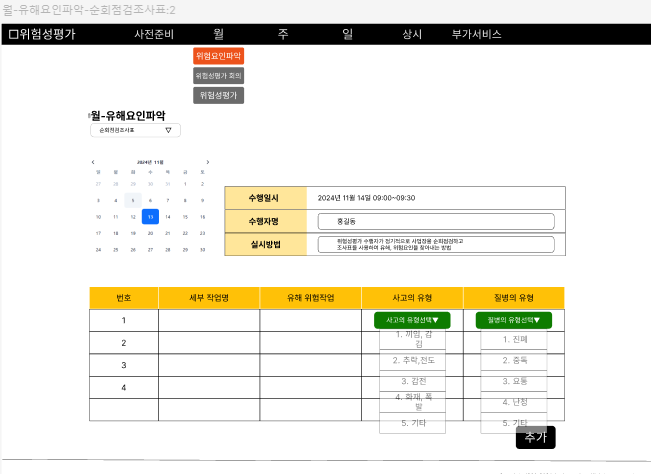 월-유해요인파악-순회점검조사표:2
위험성평가 사전준비 월 주 일 상시 부가서비스
위험요인파악
위험성평가 회의
위험성평가
월-유해요인파악
순회점검조사표 ▽
< 2024년 11월 >
일 월 화 수 목 금 토
27 28 29 30 31 1 2
3 4 5 6 7 8 9
10 11 12 13 14 15 16
17 18 19 20 21 22 23
24 25 26 27 28 29 30
수행일시 2024년 11월 14일 09:00~09:30
수행자명 홍길동
실시방법 위험성평가 수행자가 정기적으로 사업장을 순회점검하고
조사표를 사용하여 유해, 위험요인을 찾아내는 방법
번호 세부 작업명 유해 위험작업 사고의 유형 질병의 유형
1 사고의 유형선택▼ 질병의 유형선택▼
2 1. 끼임, 감
김 1. 진폐
3 2. 추락,전도 2. 중독
4 3. 감전 3. 요통
4. 화재, 폭
발 4. 난청
5. 기타 5. 기타
추가